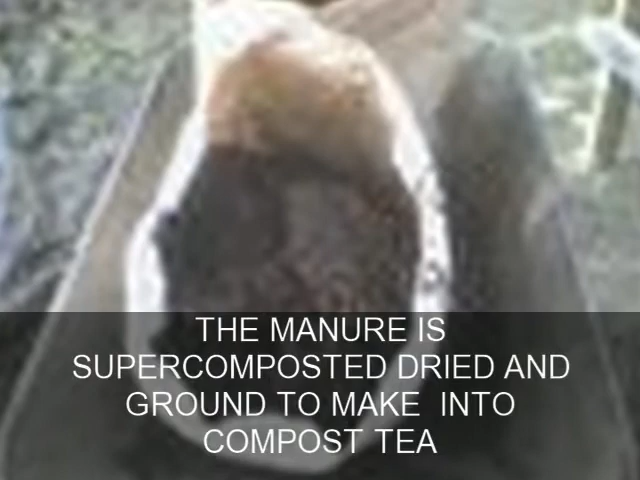 THE MANURE IS
SUPERCOMPOSTED DRIED AND
GROUND TO MAKE  INTO
COMPOST TEA